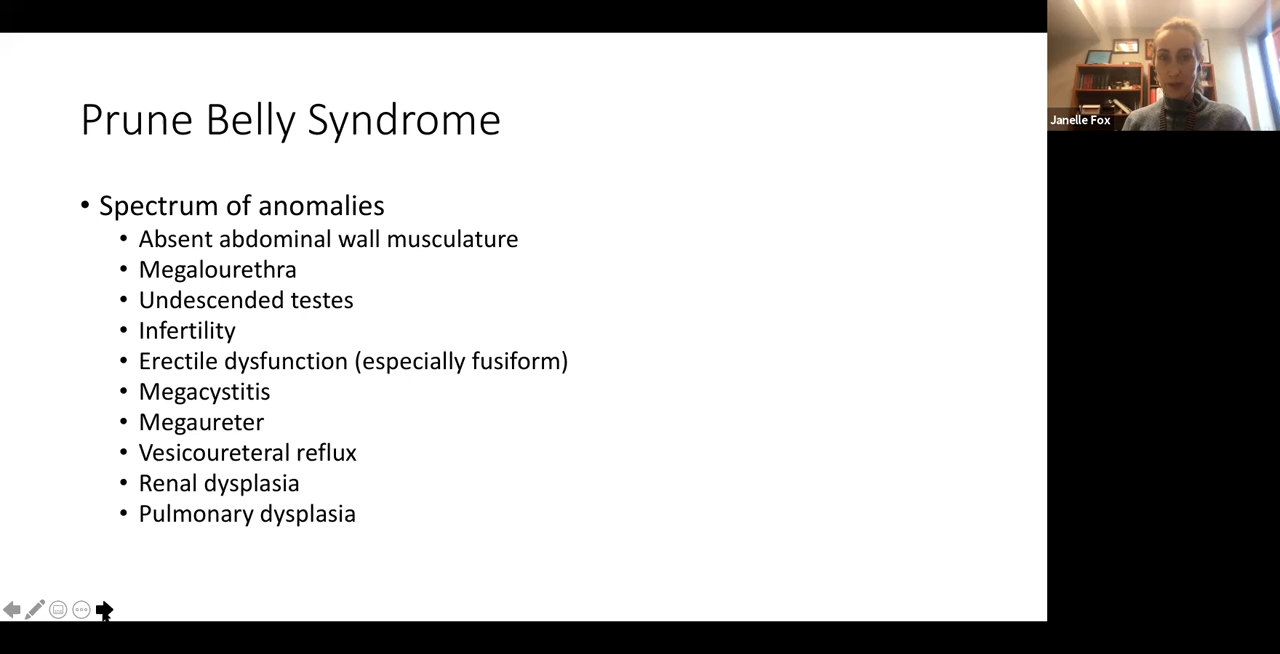 Prune Belly Syndrome
• Spectrum of anomalies
• Absent abdominal wall musculature
• Megalourethra
• Undescended testes
• Infertility
• Erectile dysfunction (especially fusiform)
• Megacystitis
• Megaureter
• Vesicoureteral reflux
• Renal dysplasia
• Pulmonary dysplasia
Janelle Fox